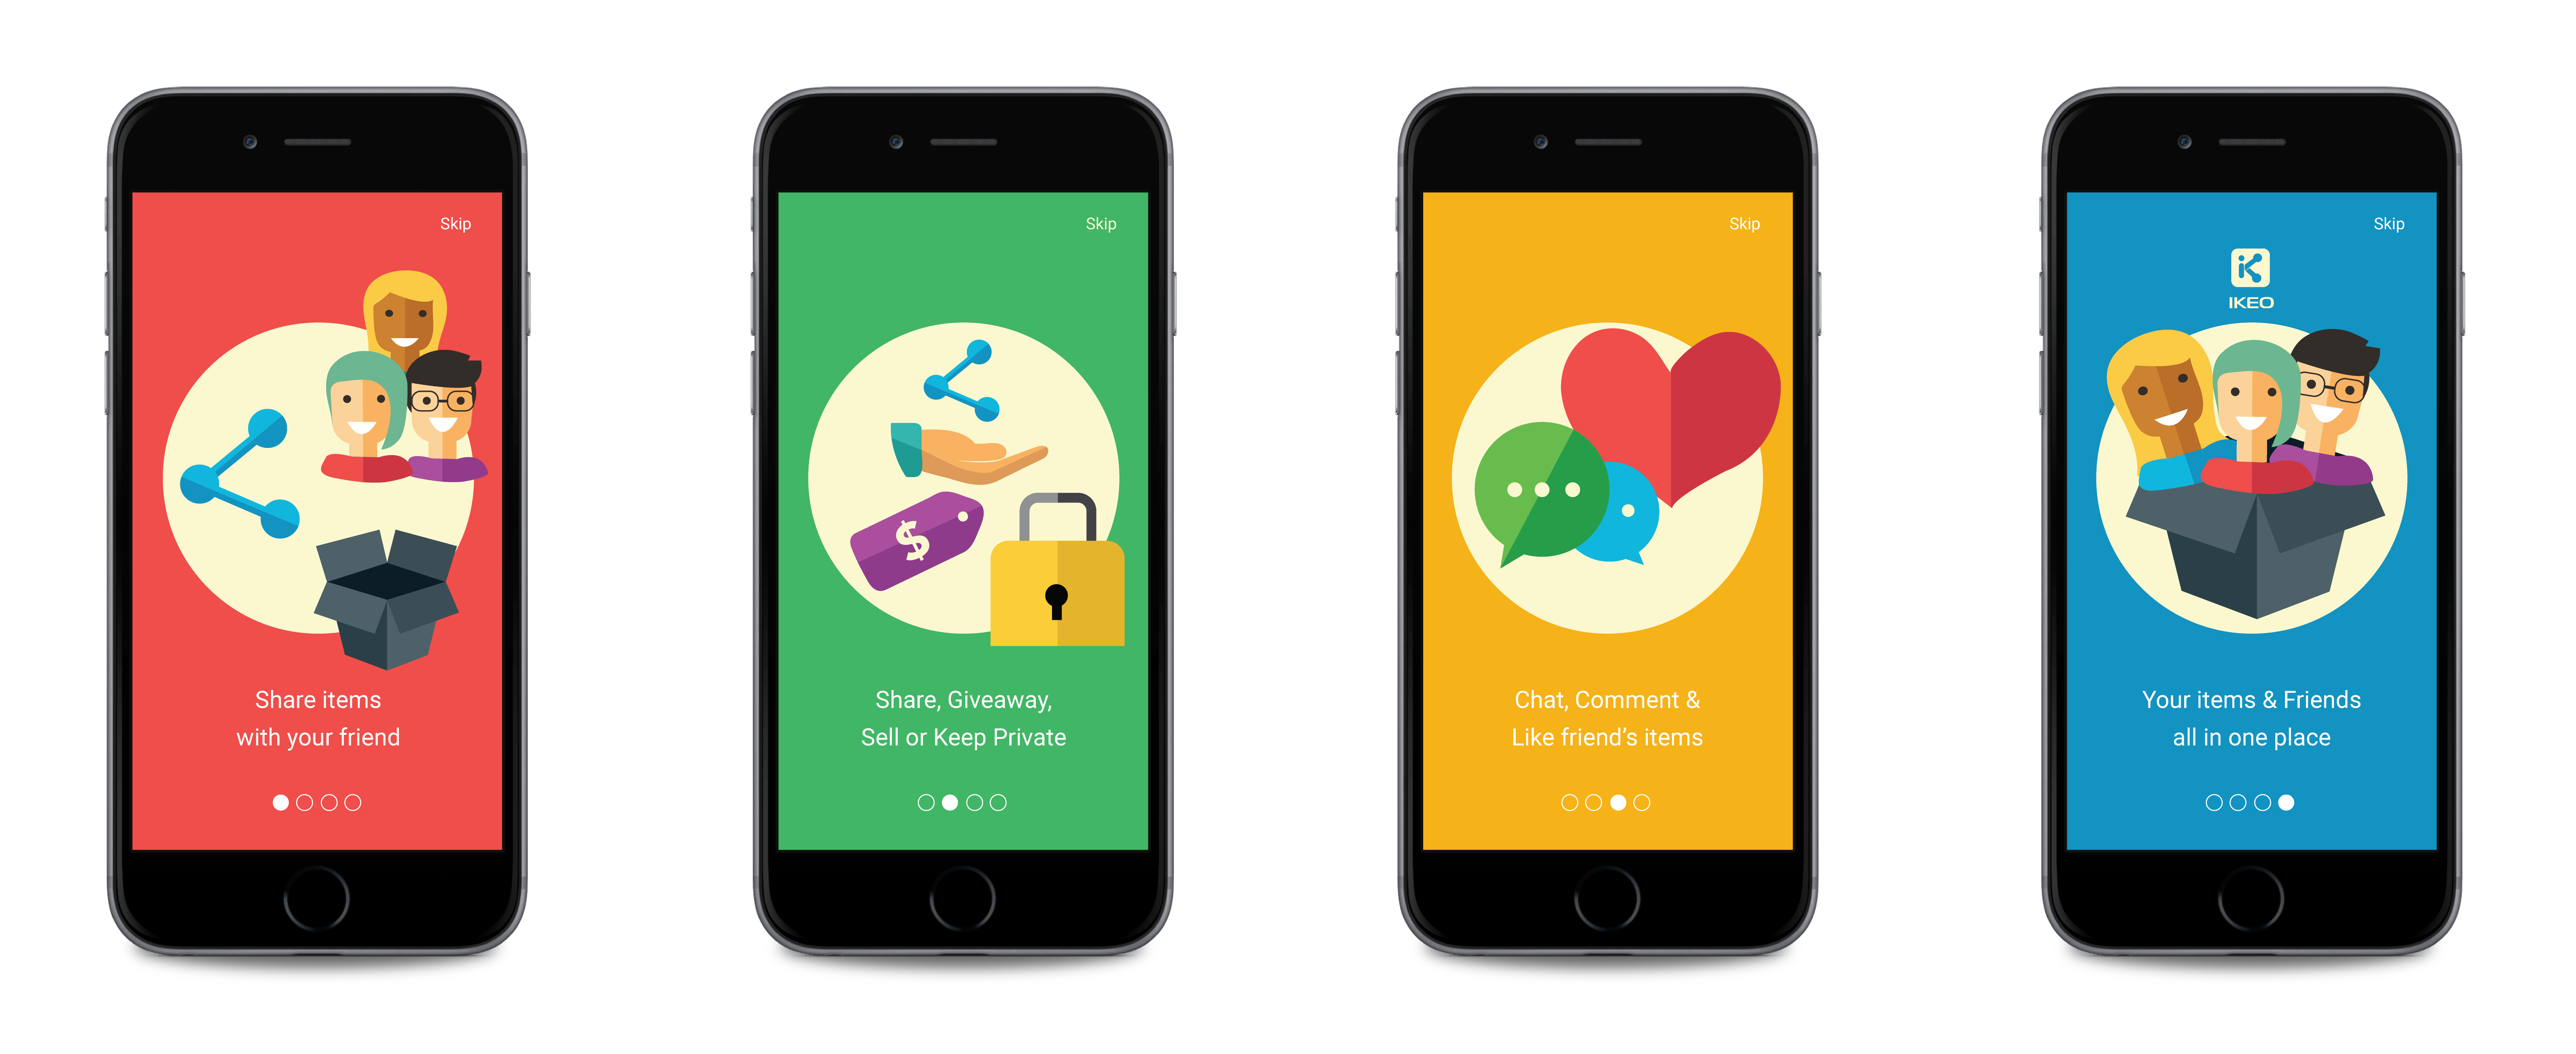 Skip
Share items
with your friend
Skip
$
Share, Giveaway,
Sell or Keep Private
Skip
Chat, Comment &
Like friend's items
Skip
iK
IKEO
Your items & Friends
all in one place